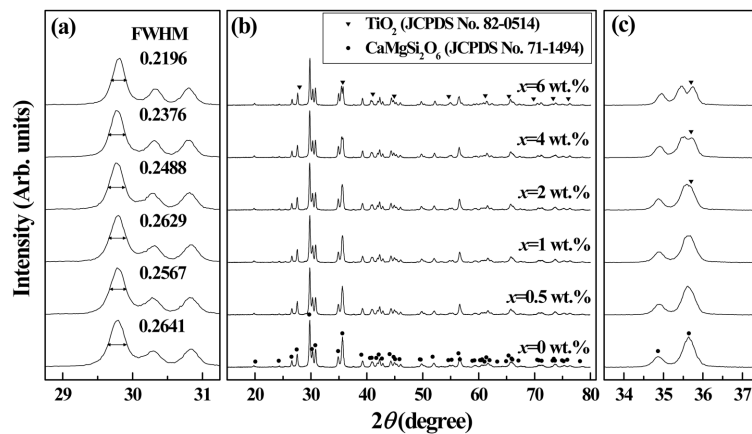 (a)
FWHM
0.2196
0.2376
0.2488
0.2629
0.2567
0.2641
29 30 31
(b)
TiO2 (JCPDS No. 82-0514)
CaMgSi2O6 (JCPDS No. 71-1494)
x=6 wt.%
x=4 wt.%
x=2 wt.%
x=1 wt.%
x=0.5 wt.%
x=0 wt.%
20 30 40 50 60 70 80
(c)
34 35 36 37
Intensity (Arb. units)
2θ (degree)